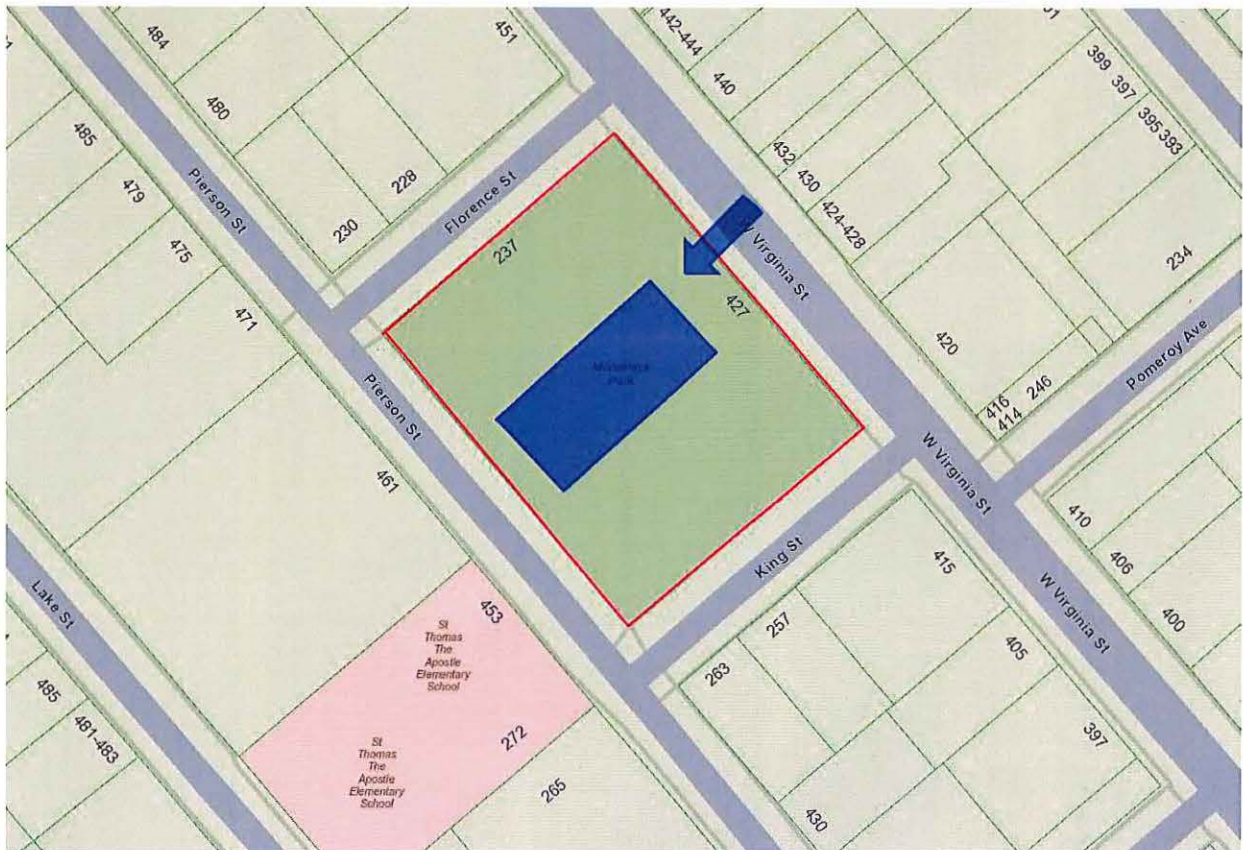 484
451
442-444
440
399
397
395
393
480
485
479
475
471
Pierson St
228
230
Florence St
237
432
430
424-428
W Virginia St
427
234
420
416
414
246
Pomeroy Ave
Park
Pierson St
461
W Virginia St
410
406
400
W Virginia St
King St
415
405
397
257
263
430
Lake St
485
481-483
453
St
Thomas
The
Apostle
Elementary
School
272
St
Thomas
The
Apostle
Elementary
School
265